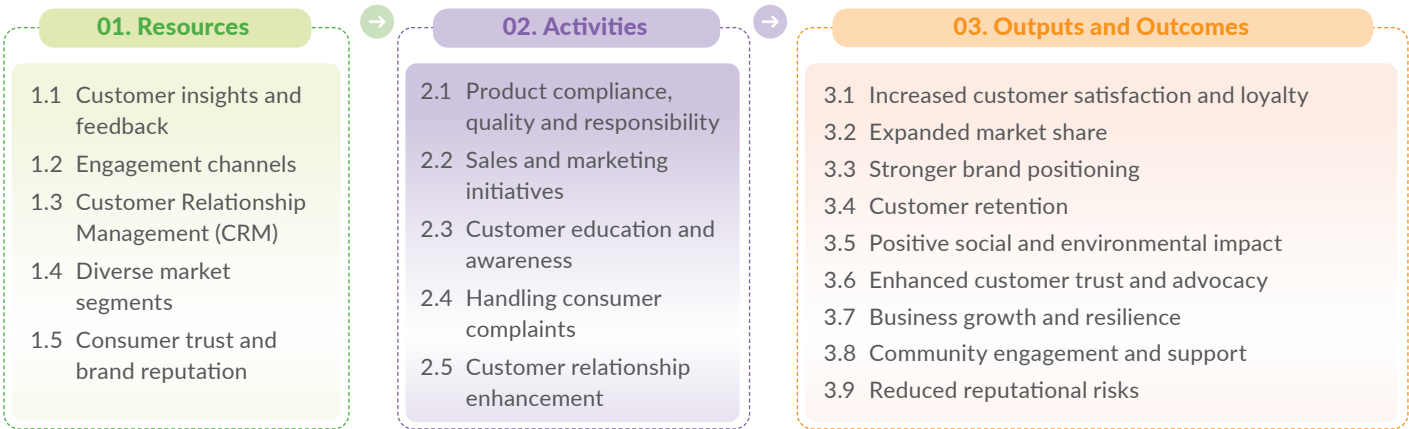 01. Resources
1.1 Customer insights and
feedback
1.2 Engagement channels
1.3 Customer Relationship
Management (CRM)
1.4 Diverse market
segments
1.5 Consumer trust and
brand reputation
02. Activities
2.1 Product compliance,
quality and responsibility
2.2 Sales and marketing
initiatives
2.3 Customer education and
awareness
2.4 Handling consumer
complaints
2.5 Customer relationship
enhancement
03. Outputs and Outcomes
3.1 Increased customer satisfaction and loyalty
3.2 Expanded market share
3.3 Stronger brand positioning
3.4 Customer retention
3.5 Positive social and environmental impact
3.6 Enhanced customer trust and advocacy
3.7 Business growth and resilience
3.8 Community engagement and support
3.9 Reduced reputational risks